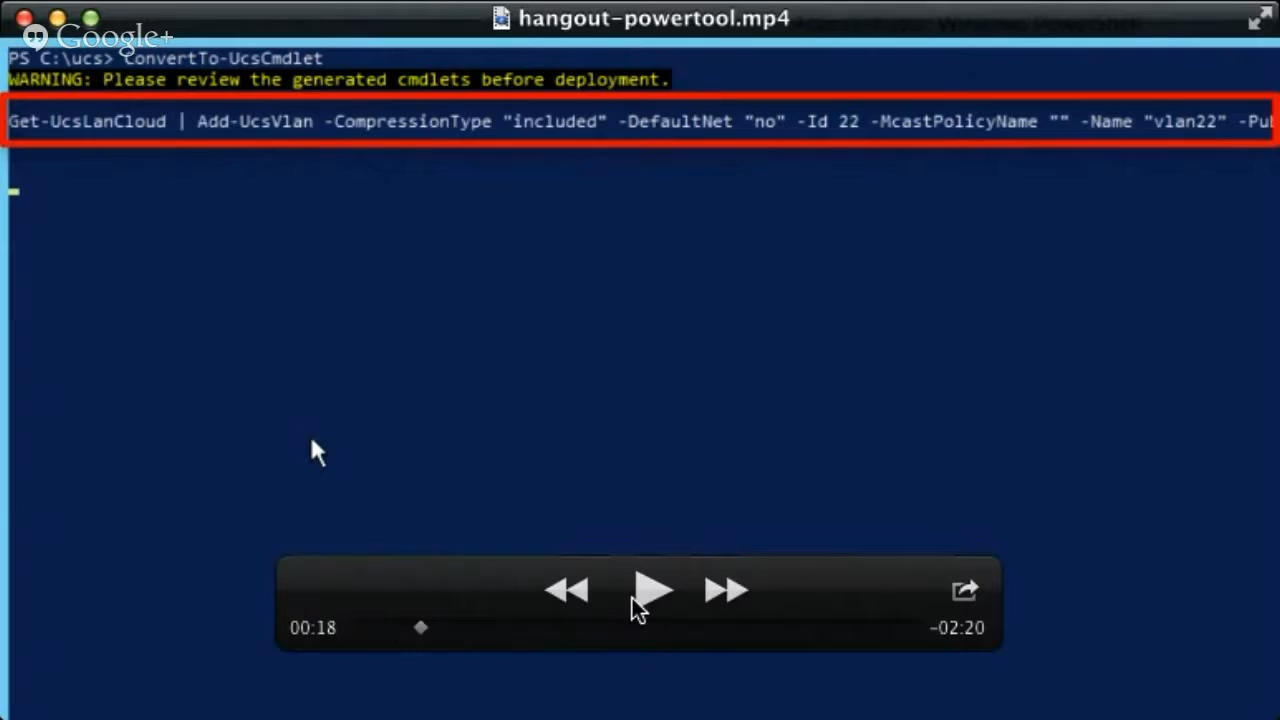 hangout-powertool.mp4
Google+
PS C:\ucs> ConvertTo-UcsCmdlet
WARNING: Please review the generated cmdlets before deployment.
Get-UcsLanCloud | Add-UcsVlan -CompressionType "included" -DefaultNet "no" -Id 22 -McastPolicyName "" -Name "vlan22" -Pu
00:18
-02:20